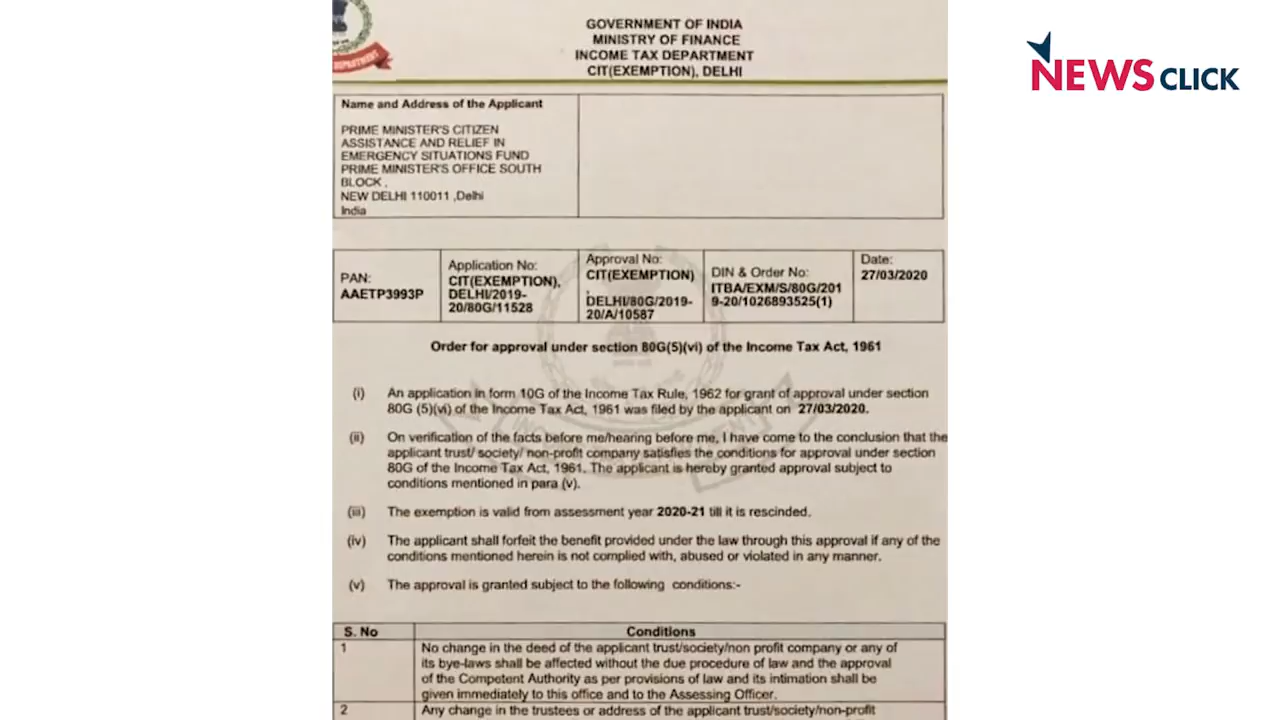 GOVERNMENT OF INDIA
MINISTRY OF FINANCE
INCOME TAX DEPARTMENT
CIT(EXEMPTION), DELHI
NEWSCLICK
Name and Address of the Applicant
PRIME MINISTER'S CITIZEN
ASSISTANCE AND RELIEF IN
EMERGENCY SITUATIONS FUND
PRIME MINISTER'S OFFICE SOUTH
BLOCK ,
NEW DELHI 110011 ,Delhi
India
PAN:
AAETP3993P
Application No:
CIT(EXEMPTION),
DELHI/2019-
20/80G/11528
Approval No:
CIT(EXEMPTION)
,
DELHI/80G/2019-
20/A/10587
DIN & Order No:
ITBA/EXM/S/80G/201
9-20/1026893525(1)
Date:
27/03/2020
Order for approval under section 80G(5)(vi) of the Income Tax Act, 1961
(i) An application in form 10G of the Income Tax Rule, 1962 for grant of approval under section
80G (5)(vi) of the Income Tax Act, 1961 was filed by the applicant on 27/03/2020.
(ii) On verification of the facts before me/hearing before me, I have come to the conclusion that the
applicant trust/ society/ non-profit company satisfies the conditions for approval under section
80G of the Income Tax Act, 1961. The applicant is hereby granted approval subject to
conditions mentioned in para (v).
(iii) The exemption is valid from assessment year 2020-21 till it is rescinded.
(iv) The applicant shall forfeit the benefit provided under the law through this approval if any of the
conditions mentioned herein is not complied with, abused or violated in any manner.
(v) The approval is granted subject to the following conditions:-
S. No Conditions
1 No change in the deed of the applicant trust/society/non profit company or any of
its bye-laws shall be affected without the due procedure of law and the approval
of the Competent Authority as per provisions of law and its intimation shall be
given immediately to this office and to the Assessing Officer.
2 Any change in the trustees or address of the applicant trust/society/non-profit